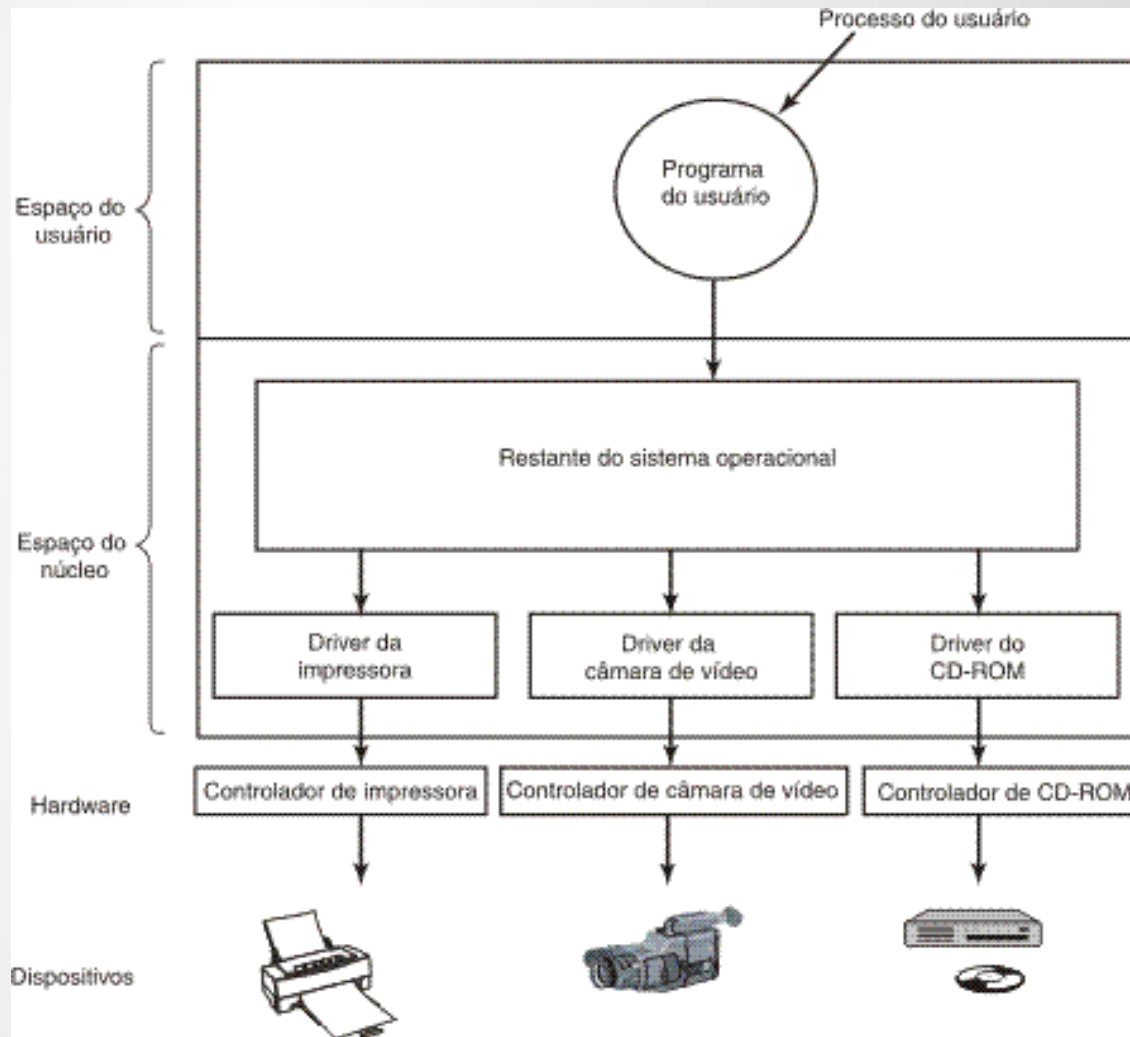 Processo do usuário
Programa
do usuário
Espaço do
usuário
Restante do sistema operacional
Espaço do
núcleo
Driver da
impressora
Driver da
câmara de vídeo
Driver do
CD-ROM
Hardware
Controlador de impressora
Controlador de câmara de vídeo
Controlador de CD-ROM
Dispositivos